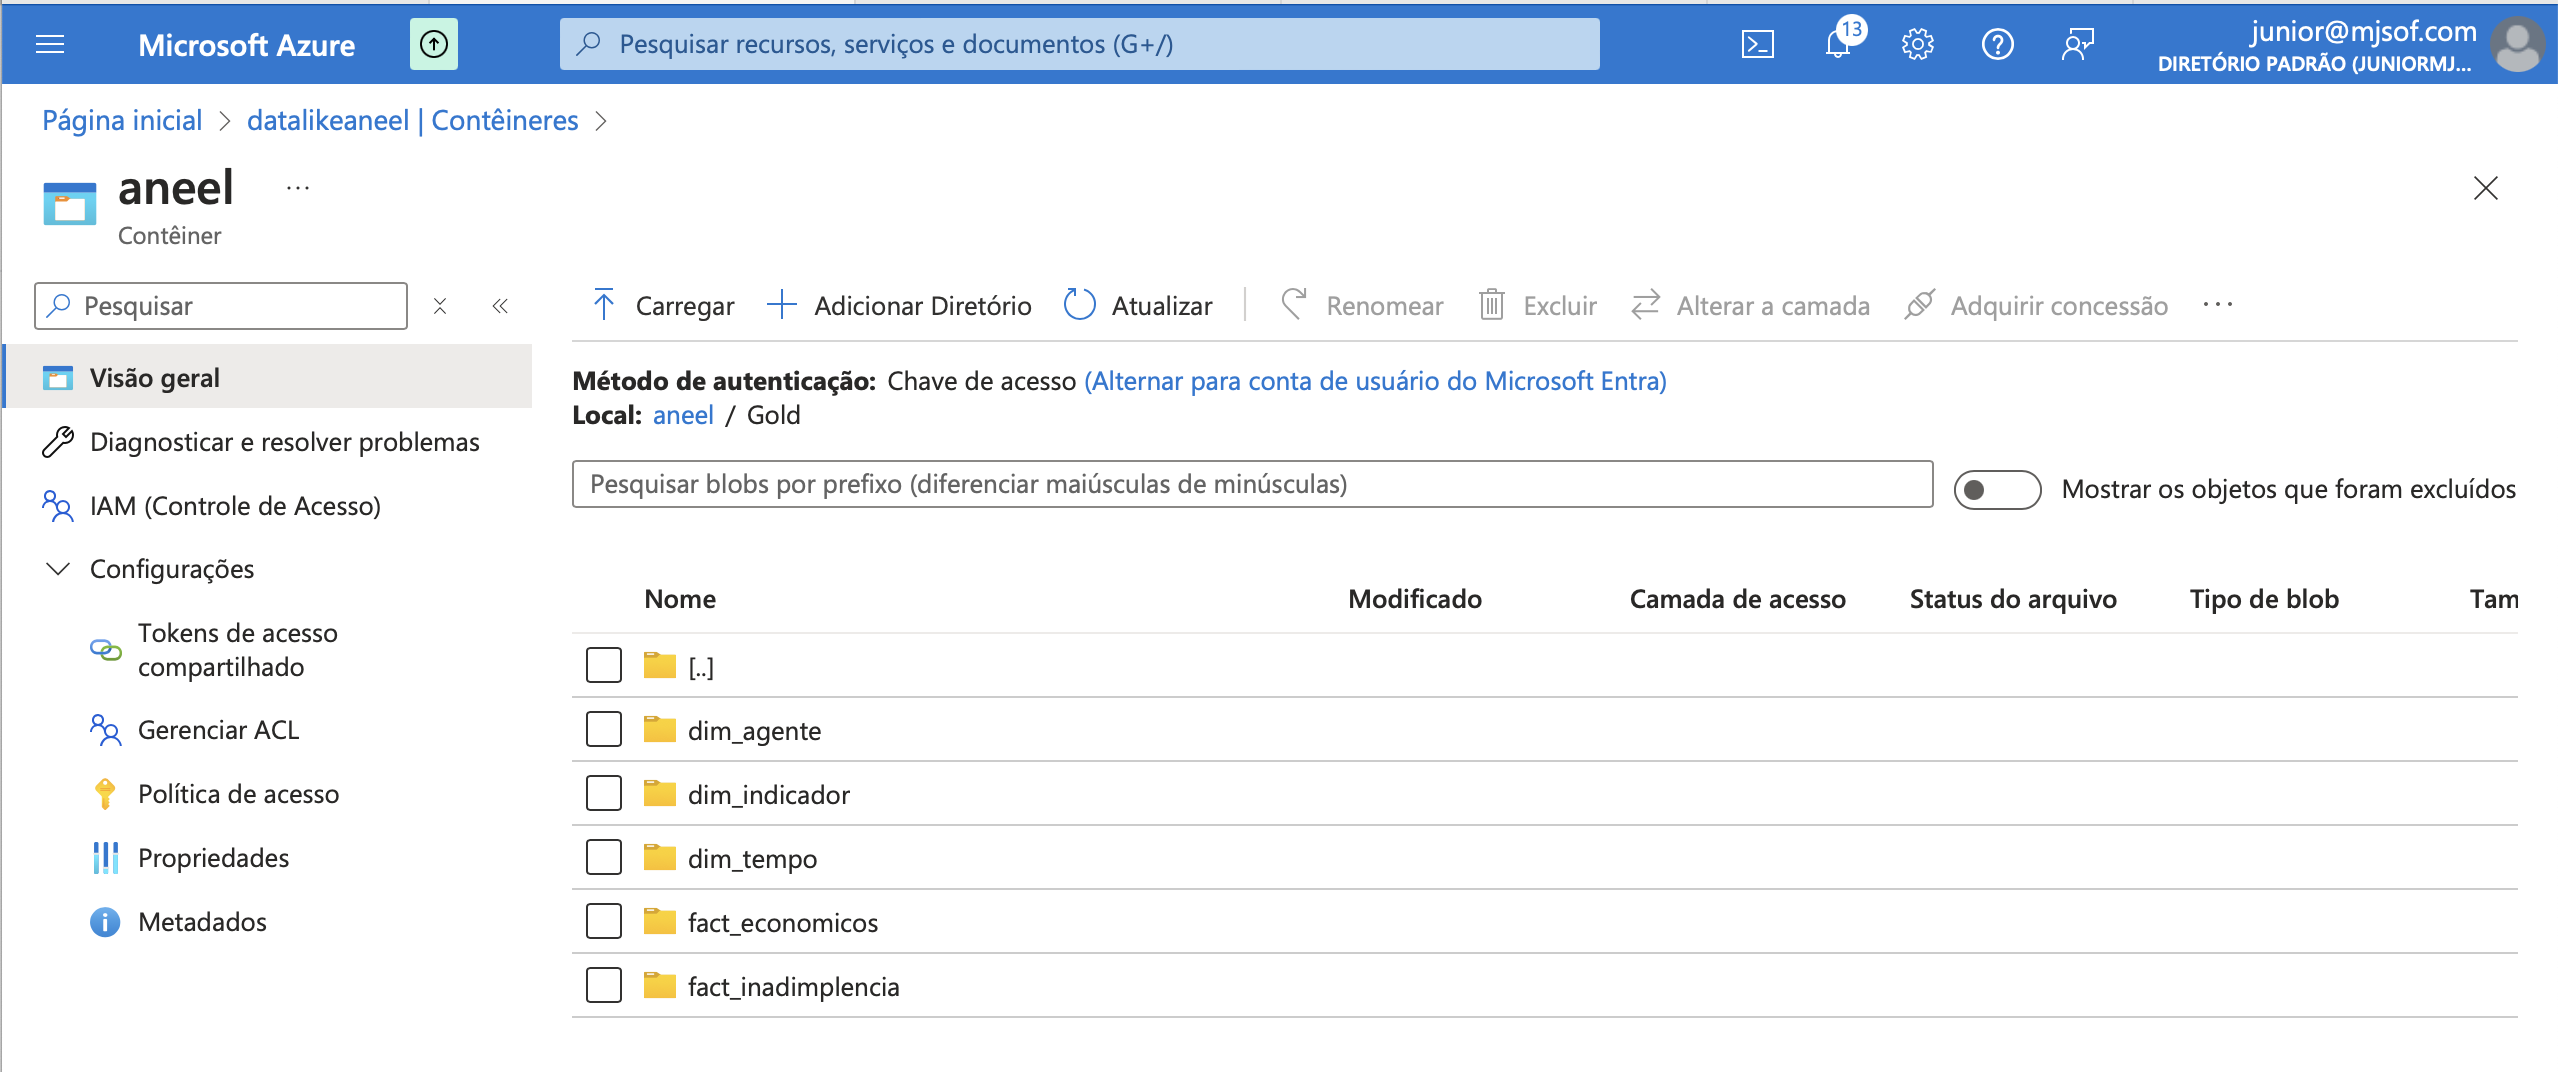 Microsoft Azure
Pesquisar recursos, serviços e documentos (G+/)
13
junior@mjsof.com
DIRETÓRIO PADRÃO (JUNIORMJ...
Página inicial > datalikeaneel | Contêineres >
aneel ...
Contêiner
Pesquisar
Carregar
Adicionar Diretório
Atualizar
Renomear
Excluir
Alterar a camada
Adquirir concessão
...
Visão geral
Diagnosticar e resolver problemas
IAM (Controle de Acesso)
Configurações
Tokens de acesso
compartilhado
Gerenciar ACL
Política de acesso
Propriedades
Metadados
Método de autenticação: Chave de acesso (Alternar para conta de usuário do Microsoft Entra)
Local: aneel / Gold
Pesquisar blobs por prefixo (diferenciar maiúsculas de minúsculas)
Mostrar os objetos que foram excluídos
Nome Modificado Camada de acesso Status do arquivo Tipo de blob Tam
[..]
dim_agente
dim_indicador
dim_tempo
fact_economicos
fact_inadimplencia